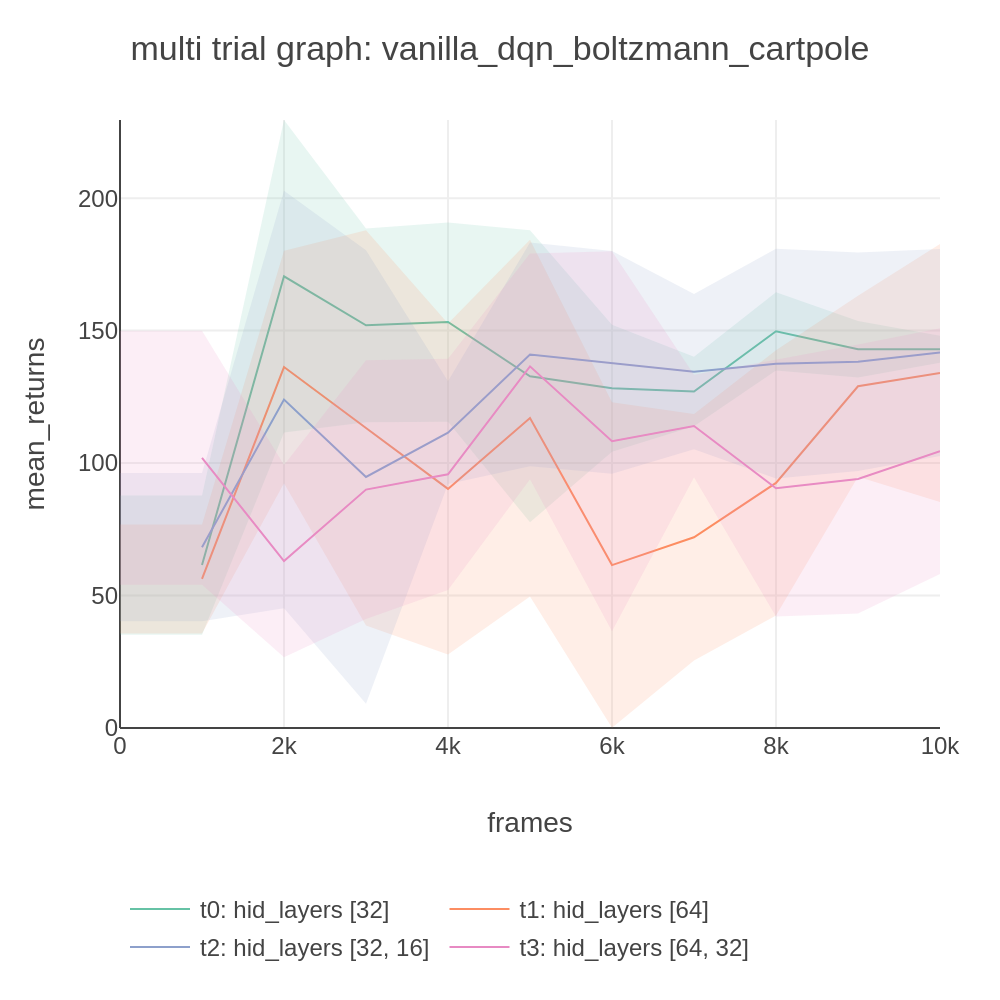 multi trial graph: vanilla_dqn_boltzmann_cartpole
mean_returns
200
150
100
50
0
0 2k 4k 6k 8k 10k
frames
t0: hid_layers [32] t1: hid_layers [64]
t2: hid_layers [32, 16] t3: hid_layers [64, 32]